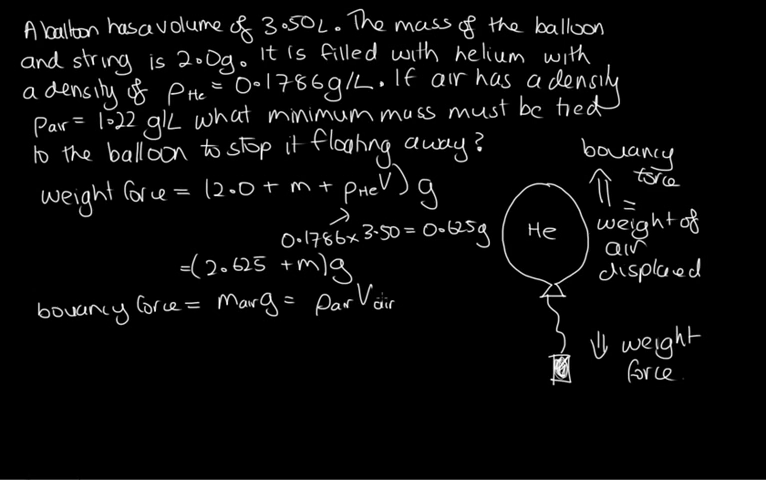 A balloon has a volume of 3.50L. The mass of the balloon
and string is 2.0g. It is filled with helium with
a density of ρHe = 0.1786g/L. If air has a density
ρair = 1.22 g/L what minimum mass must be tied
to the balloon to stop it floating away?
weight force = (2.0 + m + ρHeV) g
0.1786 x 3.50 = 0.625g
= (2.625 + m)g
bouancy force = mairg = ρair Vair
bouancy
force
=
weight of
air
displaced
He
weight
force